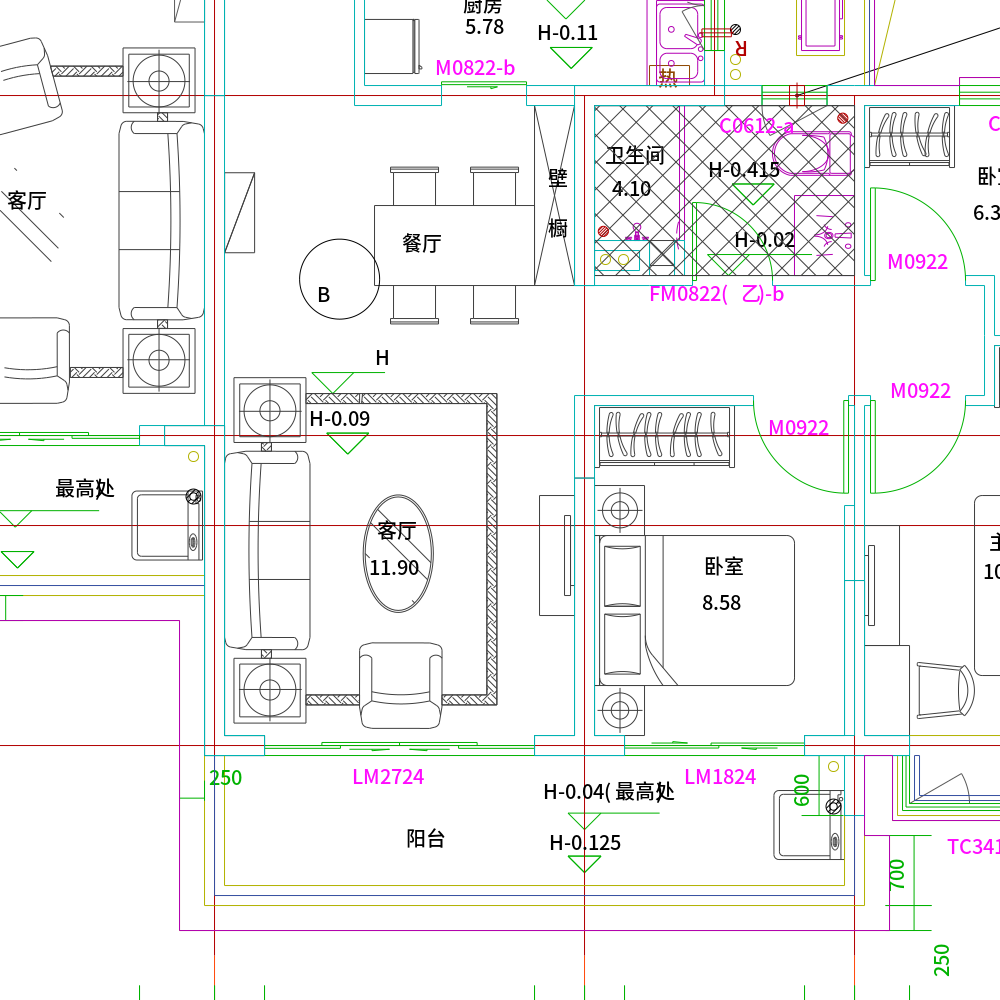 厨房
5.78
H-0.11
M0822-b
R
热
C0612-a
卫生间
4.10
H-0.415
H-0.02
壁
橱
客厅
餐厅
B
H
H-0.09
FM0822( 乙)-b
M0922
M0922
M0922
6.3
最高处
客厅
11.90
卧室
8.58
主
10
LM2724
LM1824
250
H-0.04( 最高处)
H-0.125
阳台
600
700
250
TC341